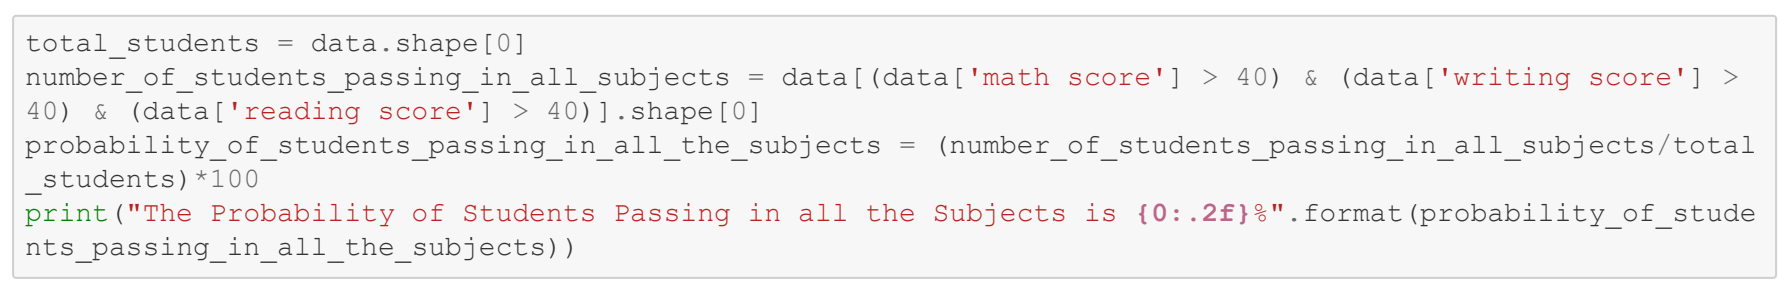 total_students = data.shape[0]
number_of_students_passing_in_all_subjects = data[(data['math score'] > 40) & (data['writing score'] >
40) & (data['reading score'] > 40)].shape[0]
probability_of_students_passing_in_all_the_subjects = (number_of_students_passing_in_all_subjects/total
_students)*100
print("The Probability of Students Passing in all the Subjects is {0:.2f}%".format(probability_of_stude
nts_passing_in_all_the_subjects))